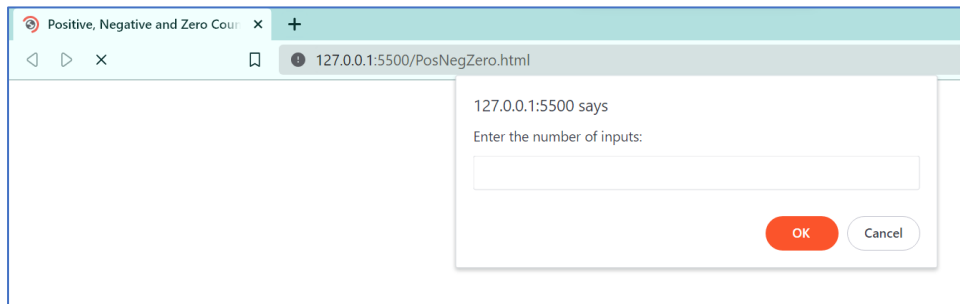 Positive, Negative and Zero Coun
127.0.0.1:5500/PosNegZero.html
127.0.0.1:5500 says
Enter the number of inputs:
OK
Cancel